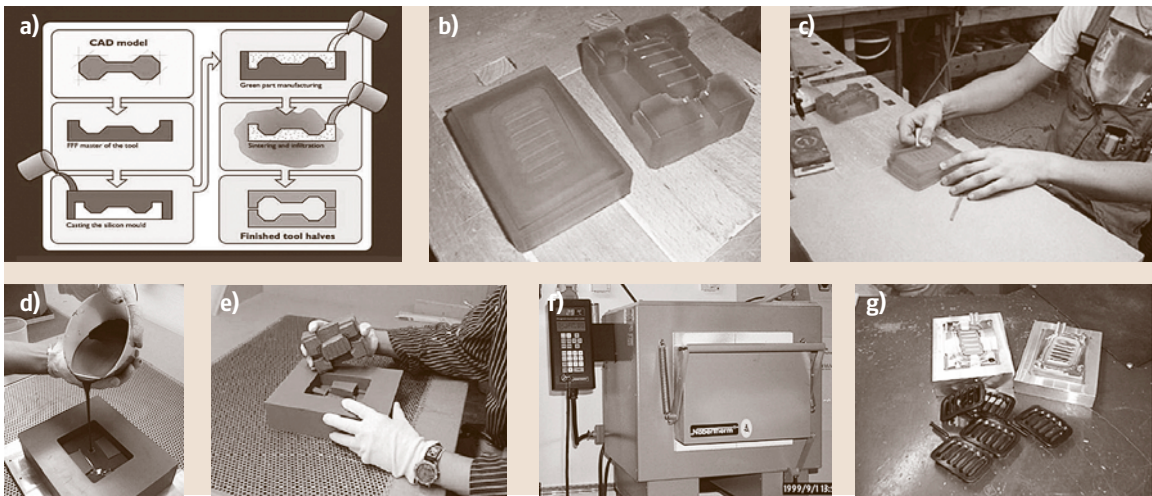 a)
CAD model
FFF master of the tool
Casting the silicon mould
Green part manufacturing
Sintering and infiltration
Finished tool halves
b)
c)
d)
e)
f)
Nabertherm
1999/9/1 13:5
g)